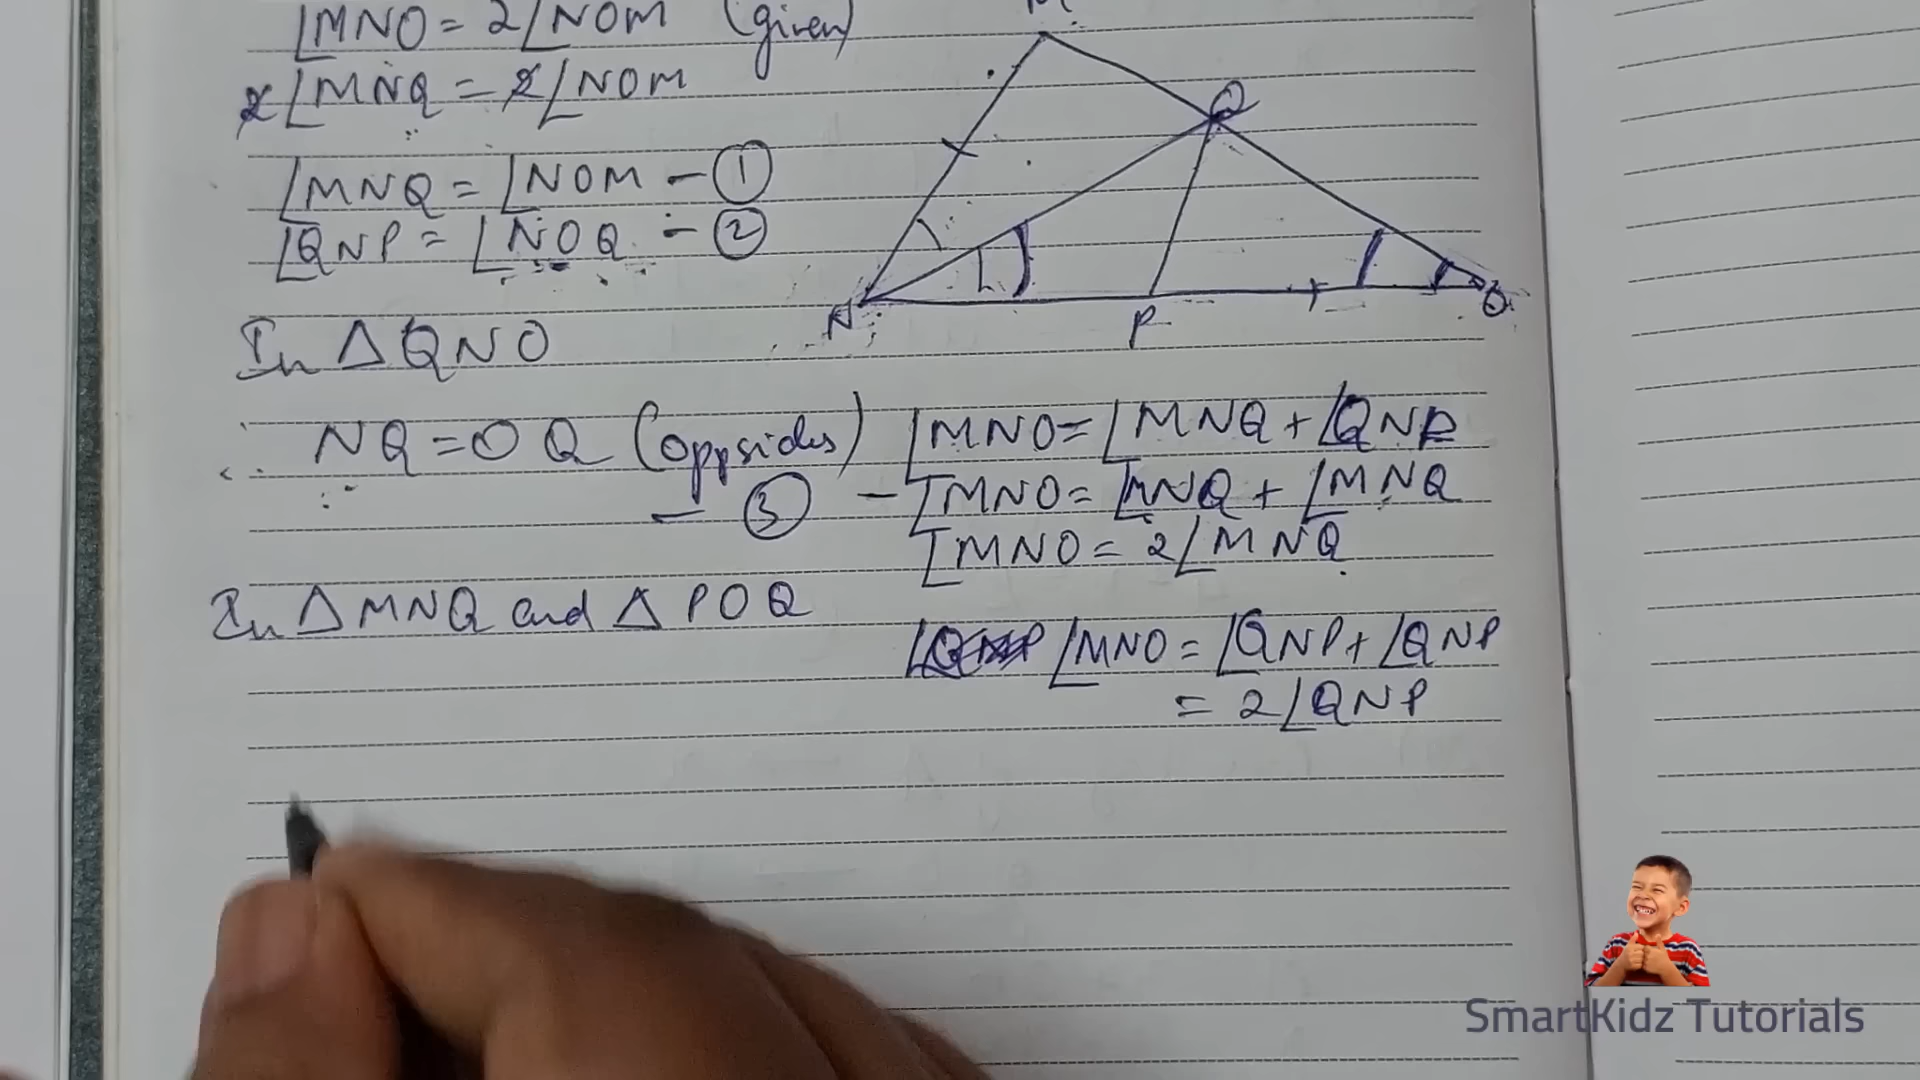 ∠MNO = 2∠NOM (given)
2∠MNQ = 2∠NOM
∠MNQ = ∠NOM - ①
∠QNP = ∠NOQ - ②
M
Q
N
P
O
In Δ QNO
∴ NQ = OQ (opp sides)
- ③
∠MNO = ∠MNQ + ∠QNP
- ∠MNO = ∠MNQ + ∠MNQ
∠MNO = 2∠MNQ
In Δ MNQ and Δ POQ
∠MNO = ∠QNP + ∠QNP
= 2∠QNP
SmartKidz Tutorials